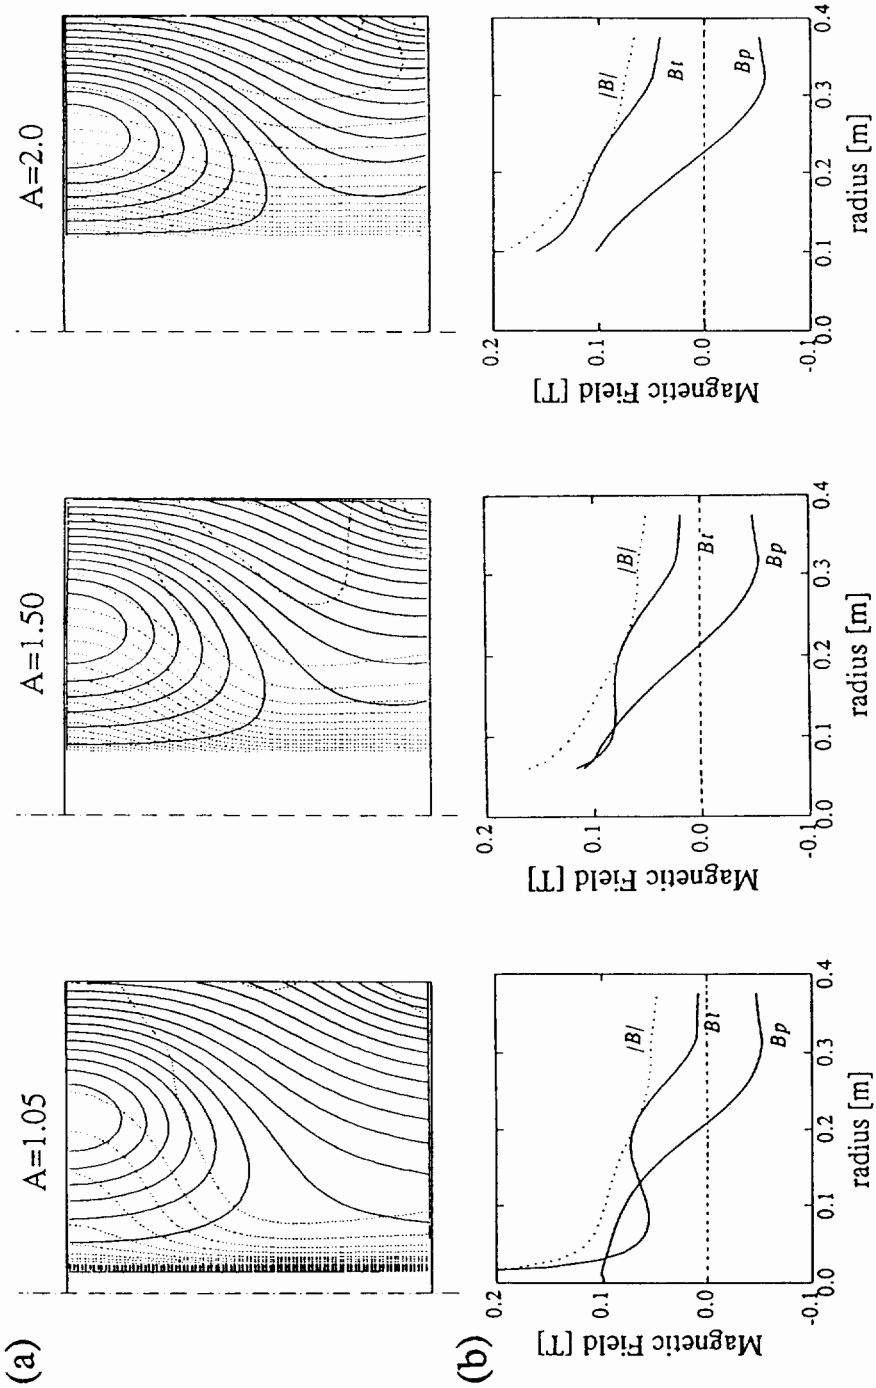 (a)
A=1.05
A=1.50
A=2.0
(b)
Magnetic Field [T]
0.2
0.1
0.0
-0.1
|B|
Bt
Bp
0.0 0.1 0.2 0.3 0.4
radius [m]
Magnetic Field [T]
0.2
0.1
0.0
-0.1
|B|
Bt
Bp
0.0 0.1 0.2 0.3 0.4
radius [m]
Magnetic Field [T]
0.2
0.1
0.0
-0.1
|B|
Bt
Bp
0.0 0.1 0.2 0.3 0.4
radius [m]